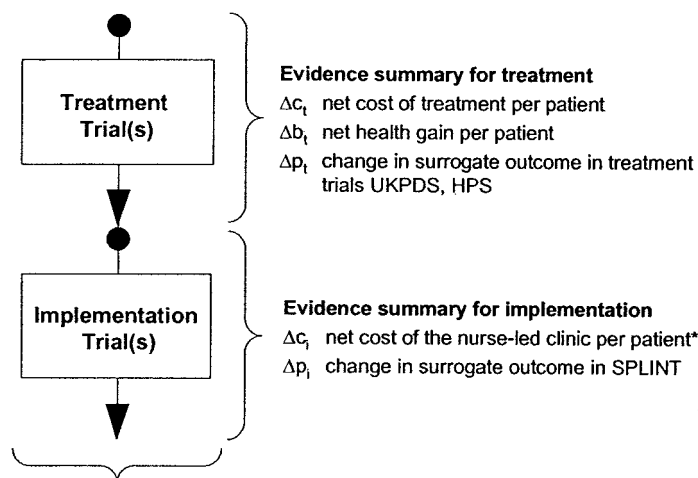 Treatment
Trial(s)
Evidence summary for treatment
Δcₜ net cost of treatment per patient
Δbₜ net health gain per patient
Δpₜ change in surrogate outcome in treatment
trials UKPDS, HPS
Implementation
Trial(s)
Evidence summary for implementation
Δcᵢ net cost of the nurse-led clinic per patient*
Δpᵢ change in surrogate outcome in SPLINT